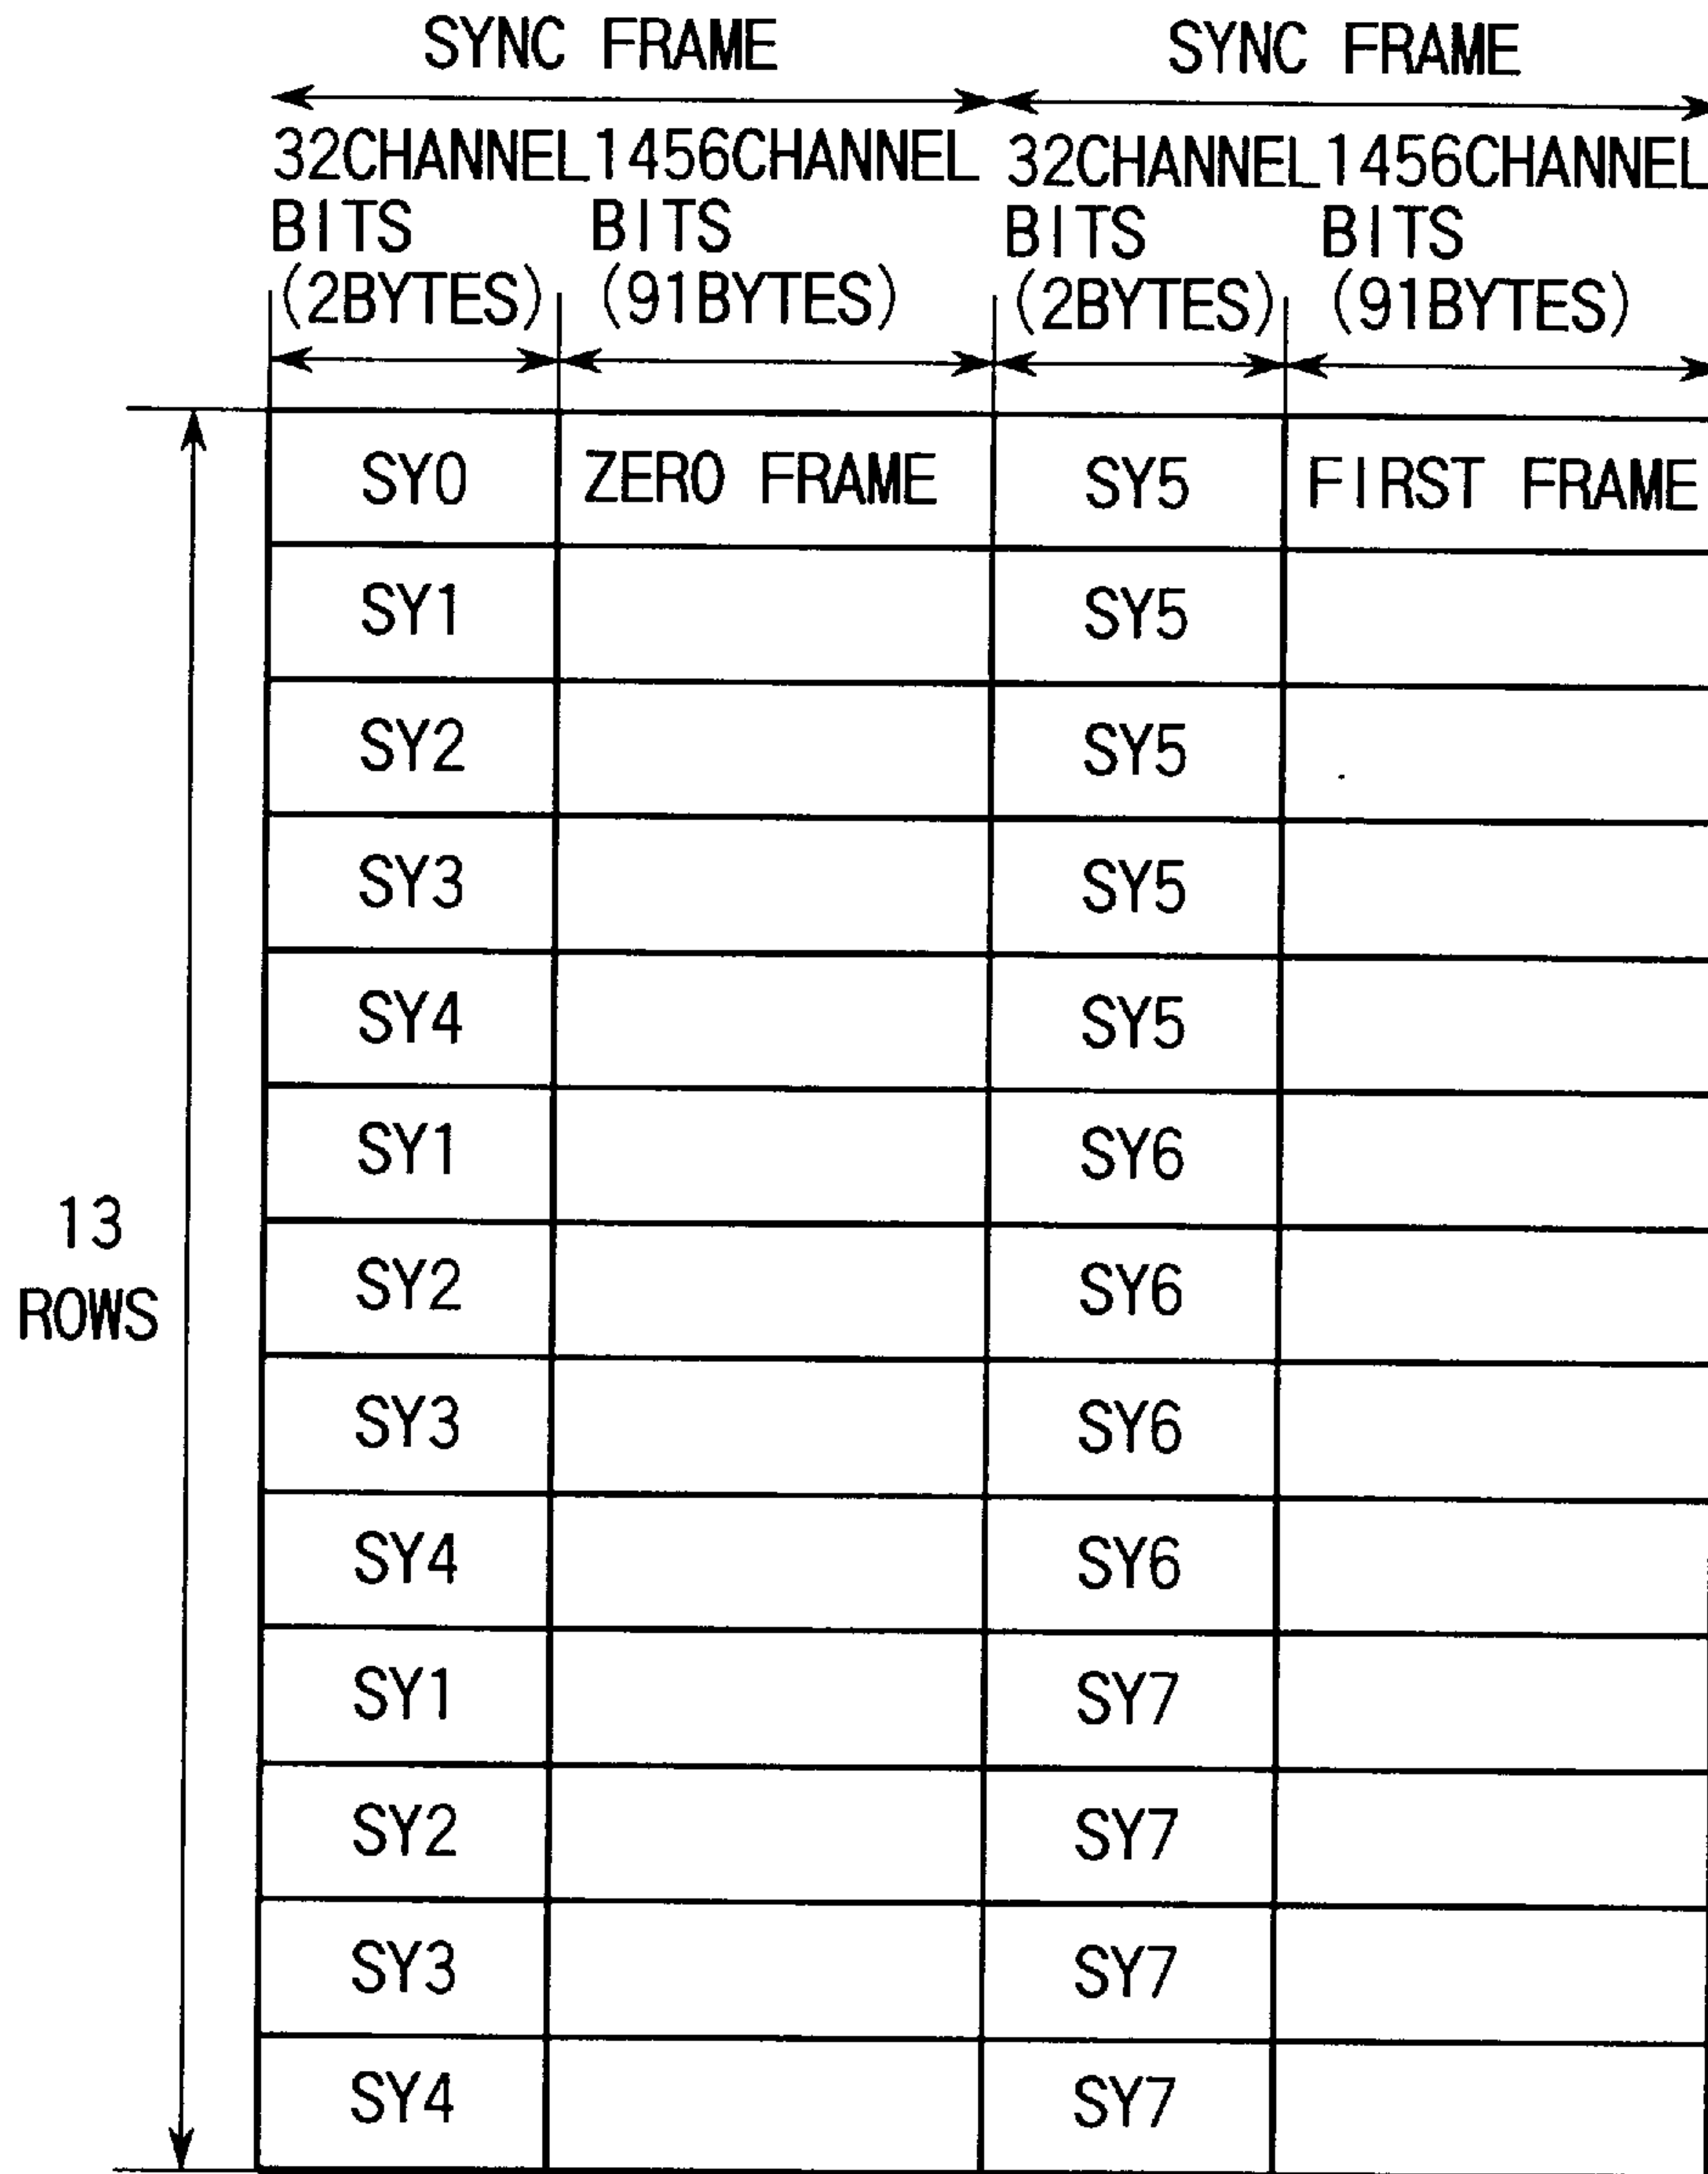 SYNC FRAME SYNC FRAME
32CHANNEL 1456CHANNEL 32CHANNEL 1456CHANNEL
BITS BITS BITS BITS
(2BYTES) (91BYTES) (2BYTES) (91BYTES)
SY0 ZERO FRAME SY5 FIRST FRAME
SY1 SY5
SY2 SY5
SY3 SY5
SY4 SY5
SY1 SY6
13
SY2 SY6
ROWS
SY3 SY6
SY4 SY6
SY1 SY7
SY2 SY7
SY3 SY7
SY4 SY7